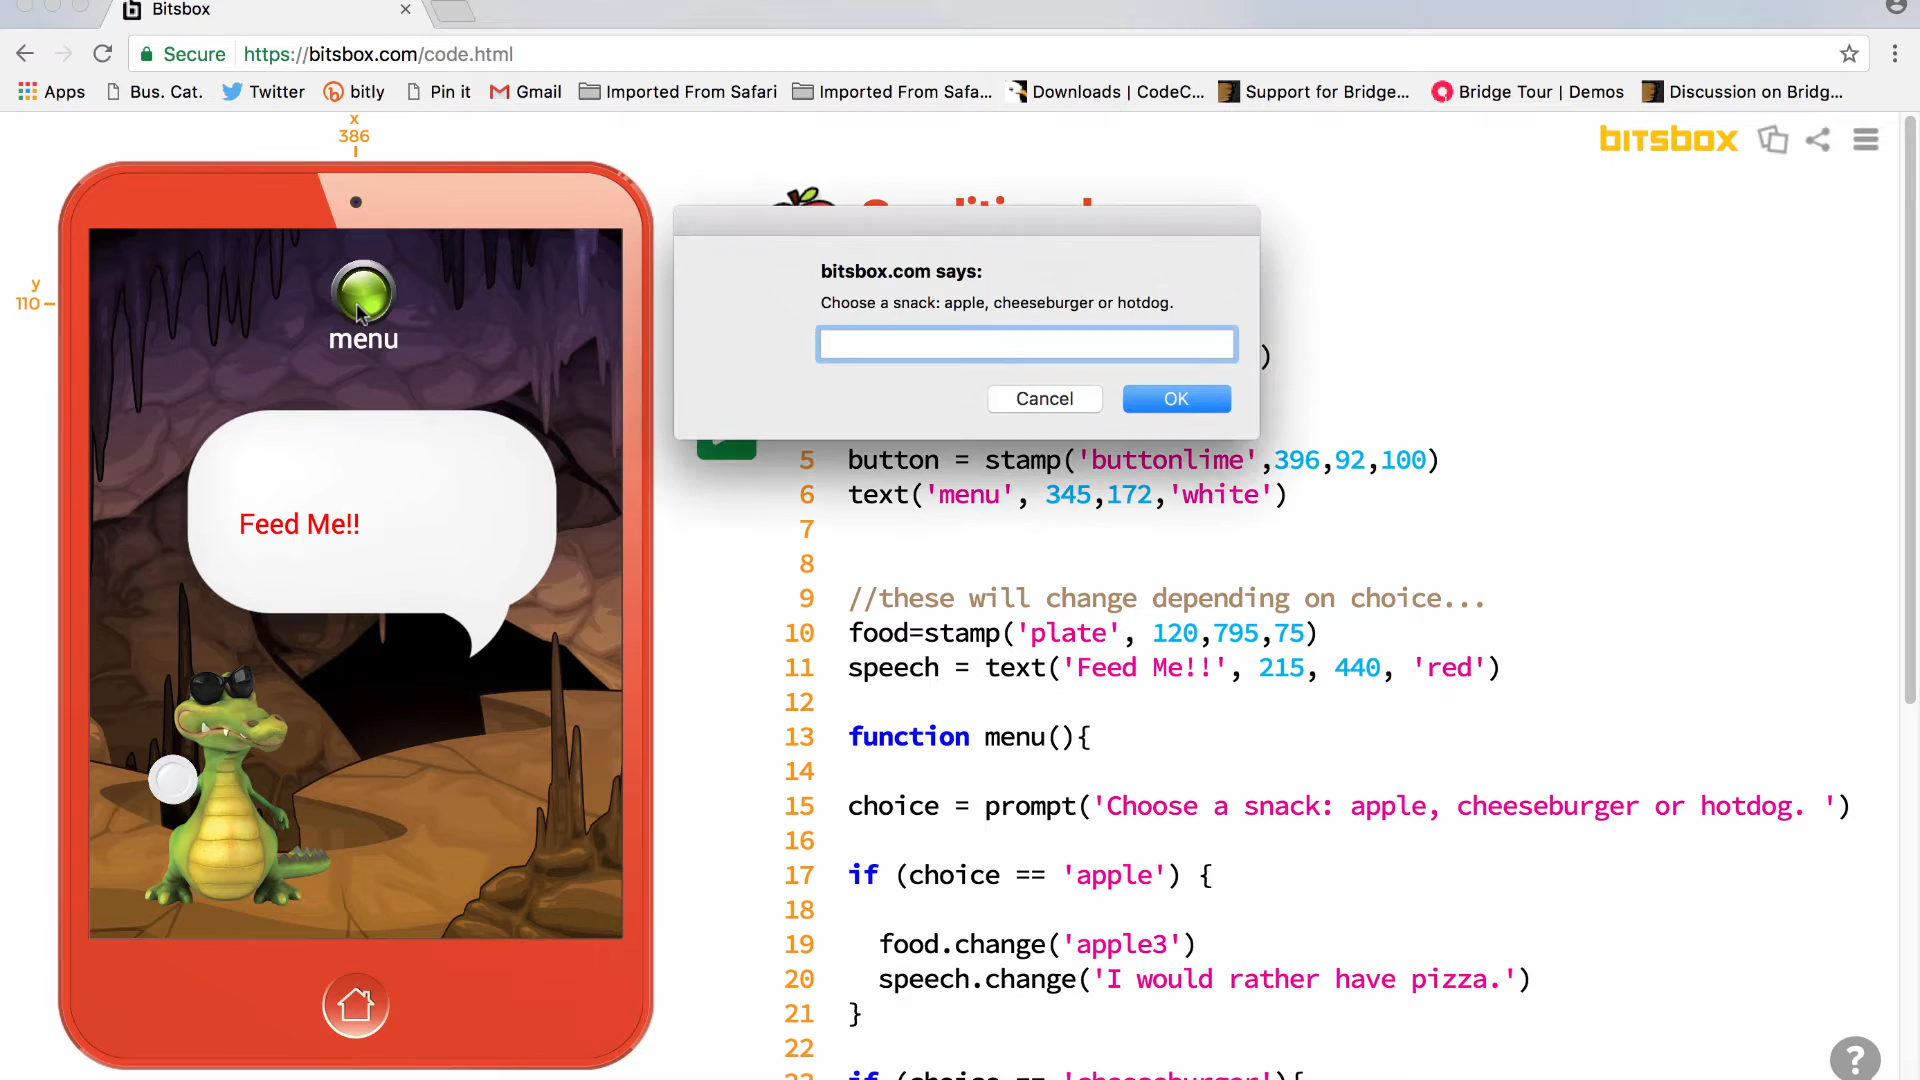 Bitsbox
Secure https://bitsbox.com/code.html
Apps Bus. Cat. Twitter bitly Pin it Gmail Imported From Safari Imported From Safa... Downloads | CodeC... Support for Bridge... Bridge Tour | Demos Discussion on Bridg...
x
386
bitsbox
y
110
menu
Feed Me!!
bitsbox.com says:
Choose a snack: apple, cheeseburger or hotdog.
Cancel OK
)
5 button = stamp('buttonlime',396,92,100)
6 text('menu', 345,172,'white')
7
8
9 //these will change depending on choice...
10 food=stamp('plate', 120,795,75)
11 speech = text('Feed Me!!', 215, 440, 'red')
12
13 function menu(){
14
15 choice = prompt('Choose a snack: apple, cheeseburger or hotdog. ')
16
17 if (choice == 'apple') {
18
19 food.change('apple3')
20 speech.change('I would rather have pizza.')
21 }
22
23 if (choice == 'cheeseburger'){
?